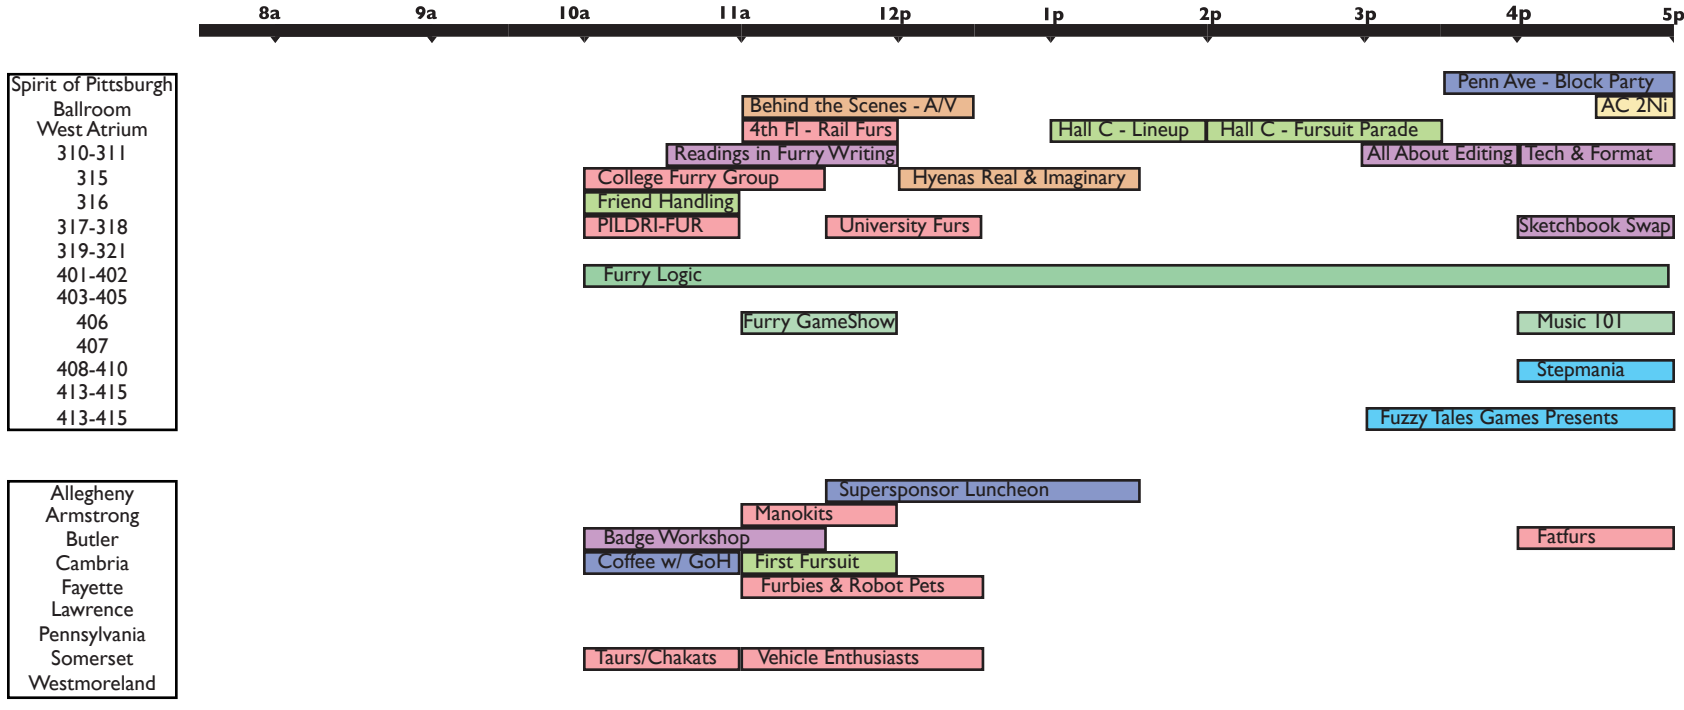 8a 9a 10a 11a 12p 1p 2p 3p 4p 5p
Spirit of Pittsburgh Penn Ave - Block Party
Ballroom Behind the Scenes - A/V AC 2Ni
West Atrium 4th Fl - Rail Furs Hall C - Lineup Hall C - Fursuit Parade
310-311 Readings in Furry Writing All About Editing Tech & Format
315 College Furry Group Hyenas Real & Imaginary
316 Friend Handling
317-318 PILDRI-FUR University Furs Sketchbook Swap
319-321
401-402 Furry Logic
403-405
406 Furry GameShow Music 101
407
408-410 Stepmania
413-415
413-415 Fuzzy Tales Games Presents
Allegheny Supersponsor Luncheon
Armstrong Manokits
Butler Badge Workshop Fatfurs
Cambria Coffee w/ GoH First Fursuit
Fayette Furbies & Robot Pets
Lawrence
Pennsylvania
Somerset Taurs/Chakats Vehicle Enthusiasts
Westmoreland